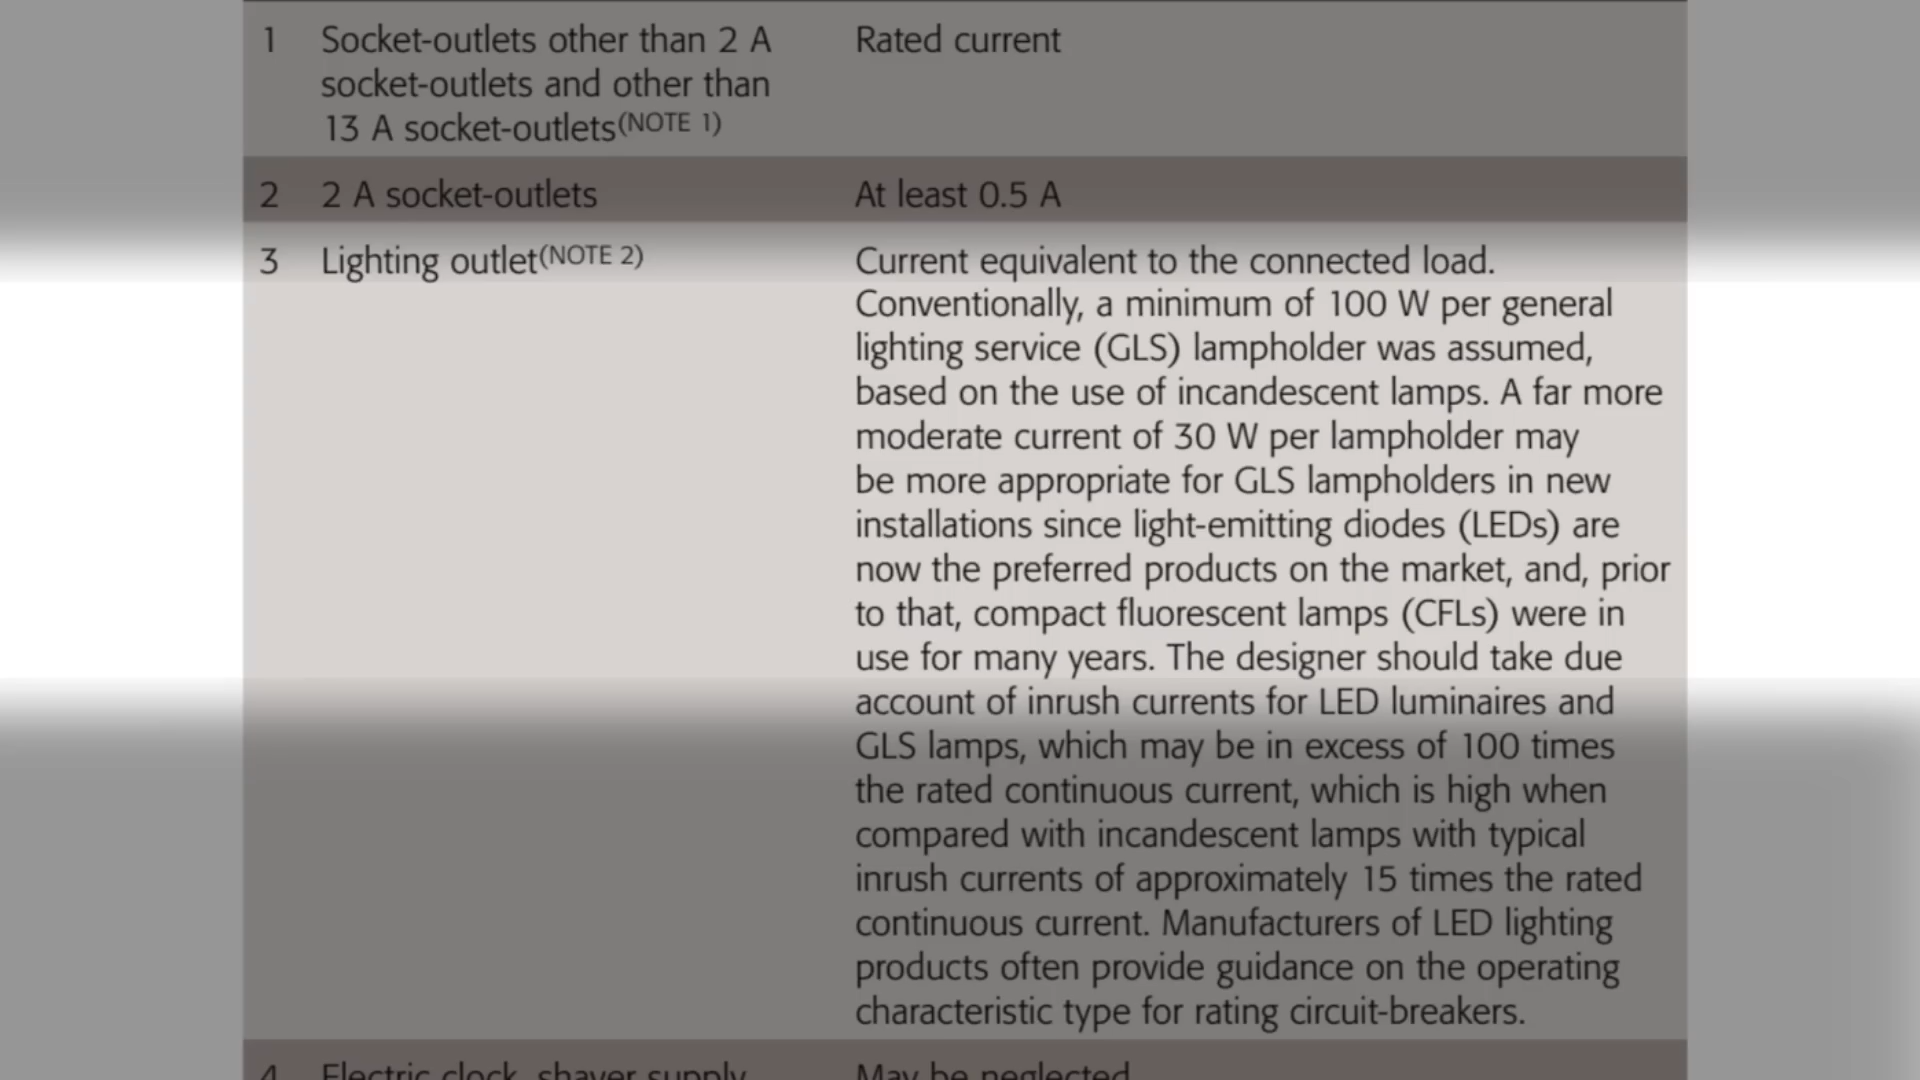 1 Socket-outlets other than 2 A Rated current
socket-outlets and other than
13 A socket-outlets(NOTE 1)
2 2 A socket-outlets At least 0.5 A
3 Lighting outlet(NOTE 2) Current equivalent to the connected load.
Conventionally, a minimum of 100 W per general
lighting service (GLS) lampholder was assumed,
based on the use of incandescent lamps. A far more
moderate current of 30 W per lampholder may
be more appropriate for GLS lampholders in new
installations since light-emitting diodes (LEDs) are
now the preferred products on the market, and, prior
to that, compact fluorescent lamps (CFLs) were in
use for many years. The designer should take due
account of inrush currents for LED luminaires and
GLS lamps, which may be in excess of 100 times
the rated continuous current, which is high when
compared with incandescent lamps with typical
inrush currents of approximately 15 times the rated
continuous current. Manufacturers of LED lighting
products often provide guidance on the operating
characteristic type for rating circuit-breakers.
4 Electric clock, shaver supply May be neglected